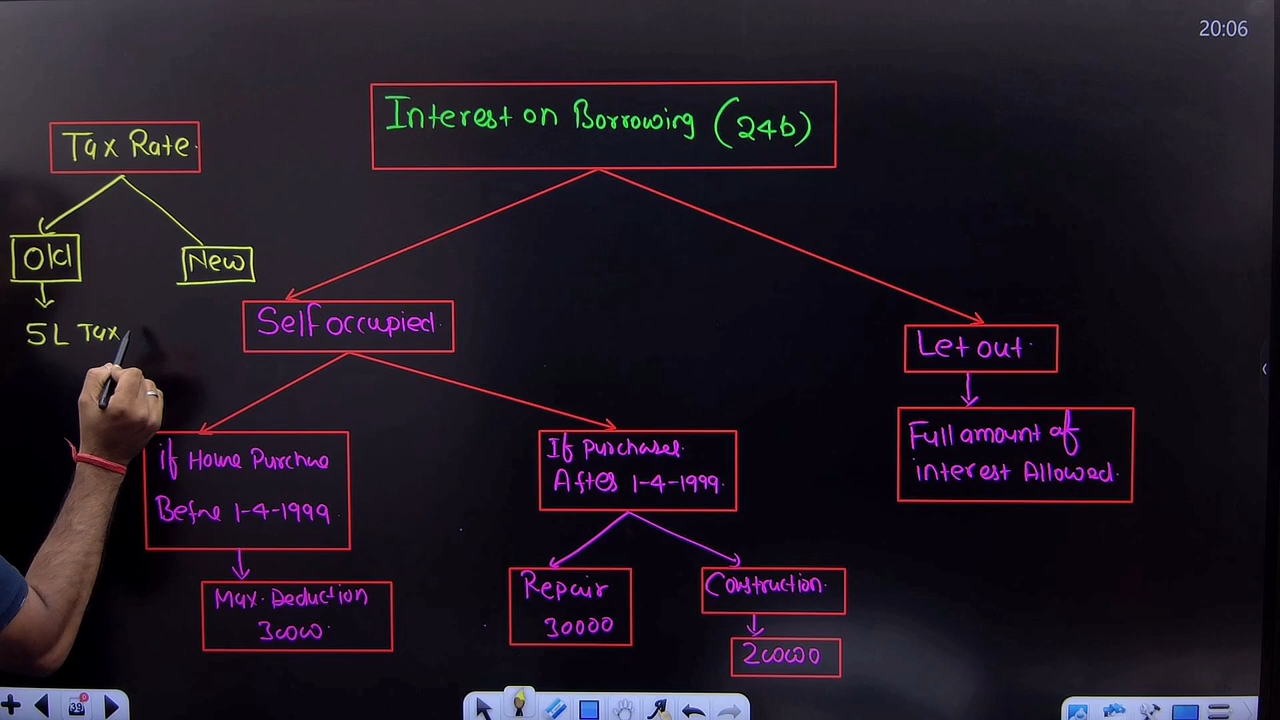 20:06
Interest on Borrowing (24b)
Tax Rate
Old
New
5L Tax
Self occupied
Let out
if Home Purchase
Before 1-4-1999
If Purchased
After 1-4-1999
Full amount of
interest Allowed
Max. Deduction
30000
Repair
30000
Construction
200000
39